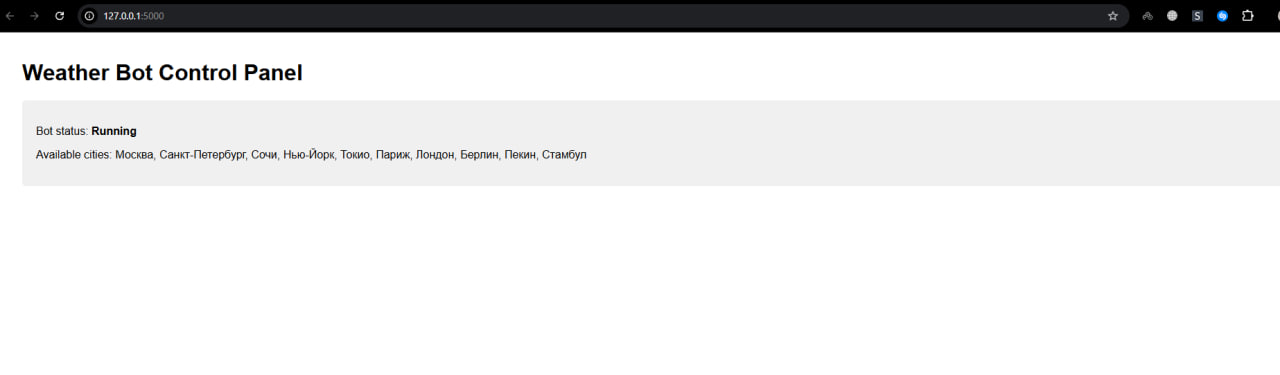 127.0.0.1:5000
S
Weather Bot Control Panel
Bot status: Running
Available cities: Москва, Санкт-Петербург, Сочи, Нью-Йорк, Токио, Париж, Лондон, Берлин, Пекин, Стамбул